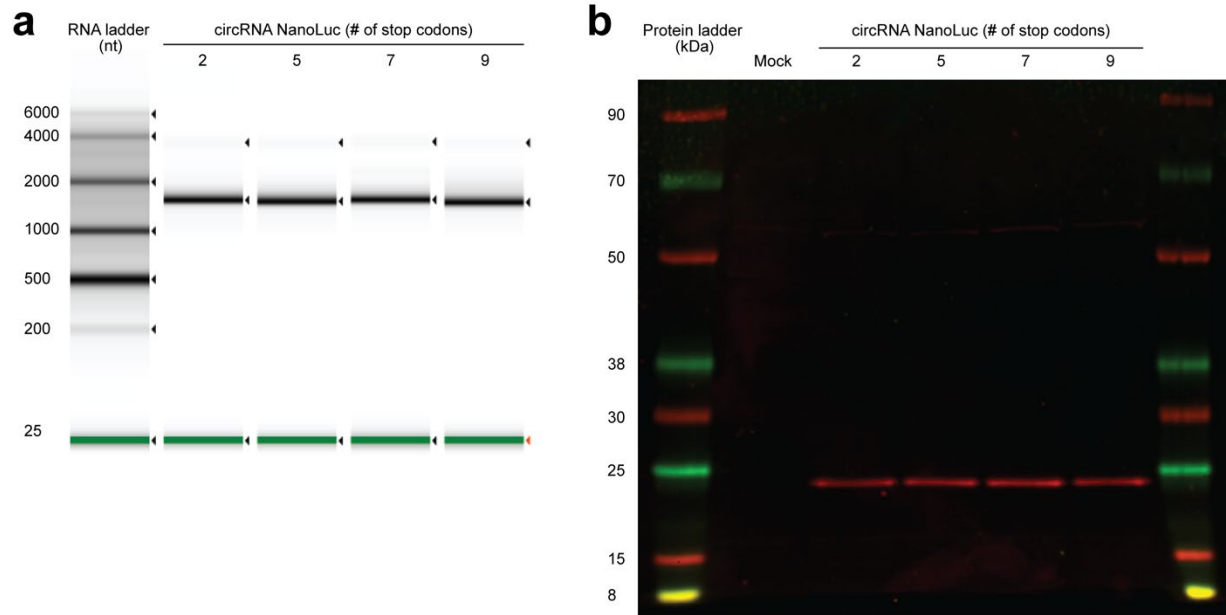 a
RNA ladder
(nt)
circRNA NanoLuc (# of stop codons)
2 5 7 9
6000
4000
2000
1000
500
200
25
b
Protein ladder
(kDa)
Mock
circRNA NanoLuc (# of stop codons)
2 5 7 9
90
70
50
38
30
25
15
8